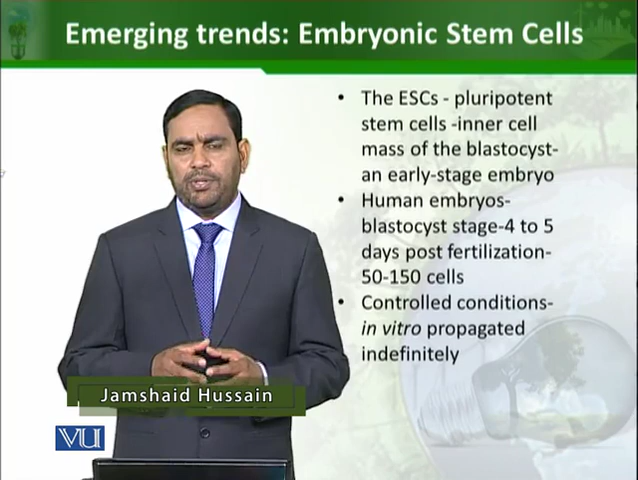 Emerging trends: Embryonic Stem Cells
• The ESCs - pluripotent
stem cells -inner cell
mass of the blastocyst-
an early-stage embryo
• Human embryos-
blastocyst stage-4 to 5
days post fertilization-
50-150 cells
• Controlled conditions-
in vitro propagated
indefinitely
Jamshaid Hussain
VU